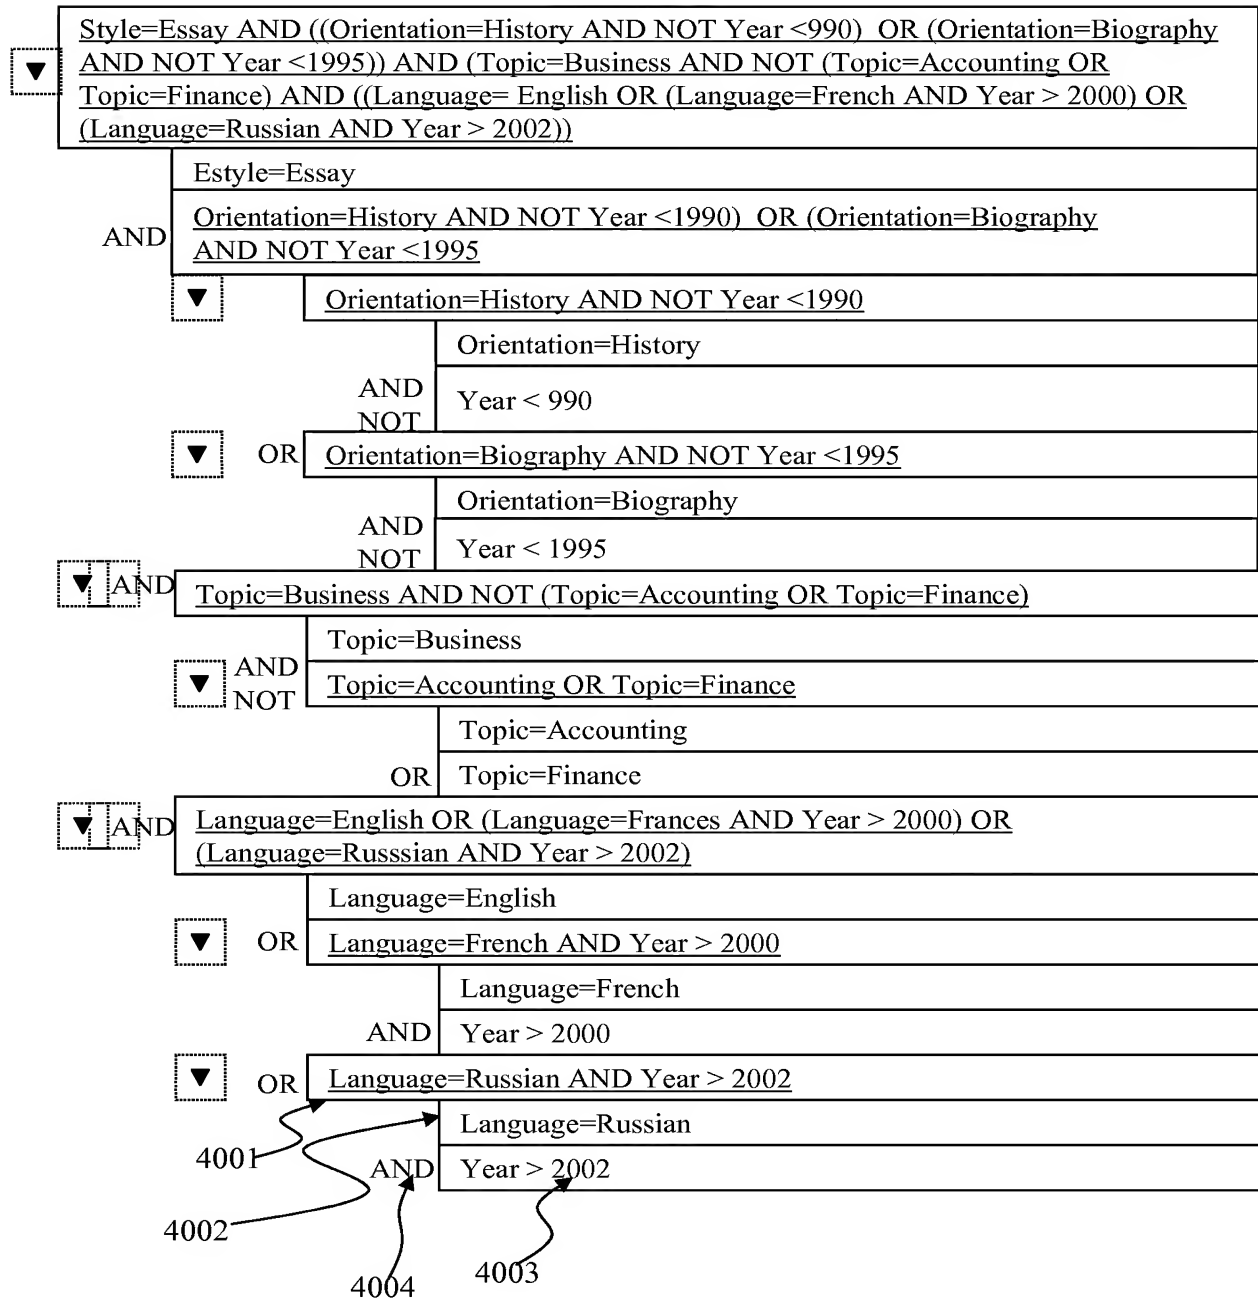 Style=Essay AND ((Orientation=History AND NOT Year <990)  OR (Orientation=Biography
AND NOT Year <1995)) AND (Topic=Business AND NOT (Topic=Accounting OR
Topic=Finance) AND ((Language= English OR (Language=French AND Year > 2000) OR
(Language=Russian AND Year > 2002))
Estyle=Essay
AND
Orientation=History AND NOT Year <1990)  OR (Orientation=Biography
AND NOT Year <1995
Orientation=History AND NOT Year <1990
Orientation=History
AND
NOT
Year < 990
OR
Orientation=Biography AND NOT Year <1995
Orientation=Biography
AND
NOT
Year < 1995
AND
Topic=Business AND NOT (Topic=Accounting OR Topic=Finance)
Topic=Business
AND
NOT
Topic=Accounting OR Topic=Finance
Topic=Accounting
OR
Topic=Finance
AND
Language=English OR (Language=Frances AND Year > 2000) OR
(Language=Russsian AND Year > 2002)
Language=English
OR
Language=French AND Year > 2000
Language=French
AND
Year > 2000
OR
Language=Russian AND Year > 2002
Language=Russian
4001
AND
Year > 2002
4002
4004
4003